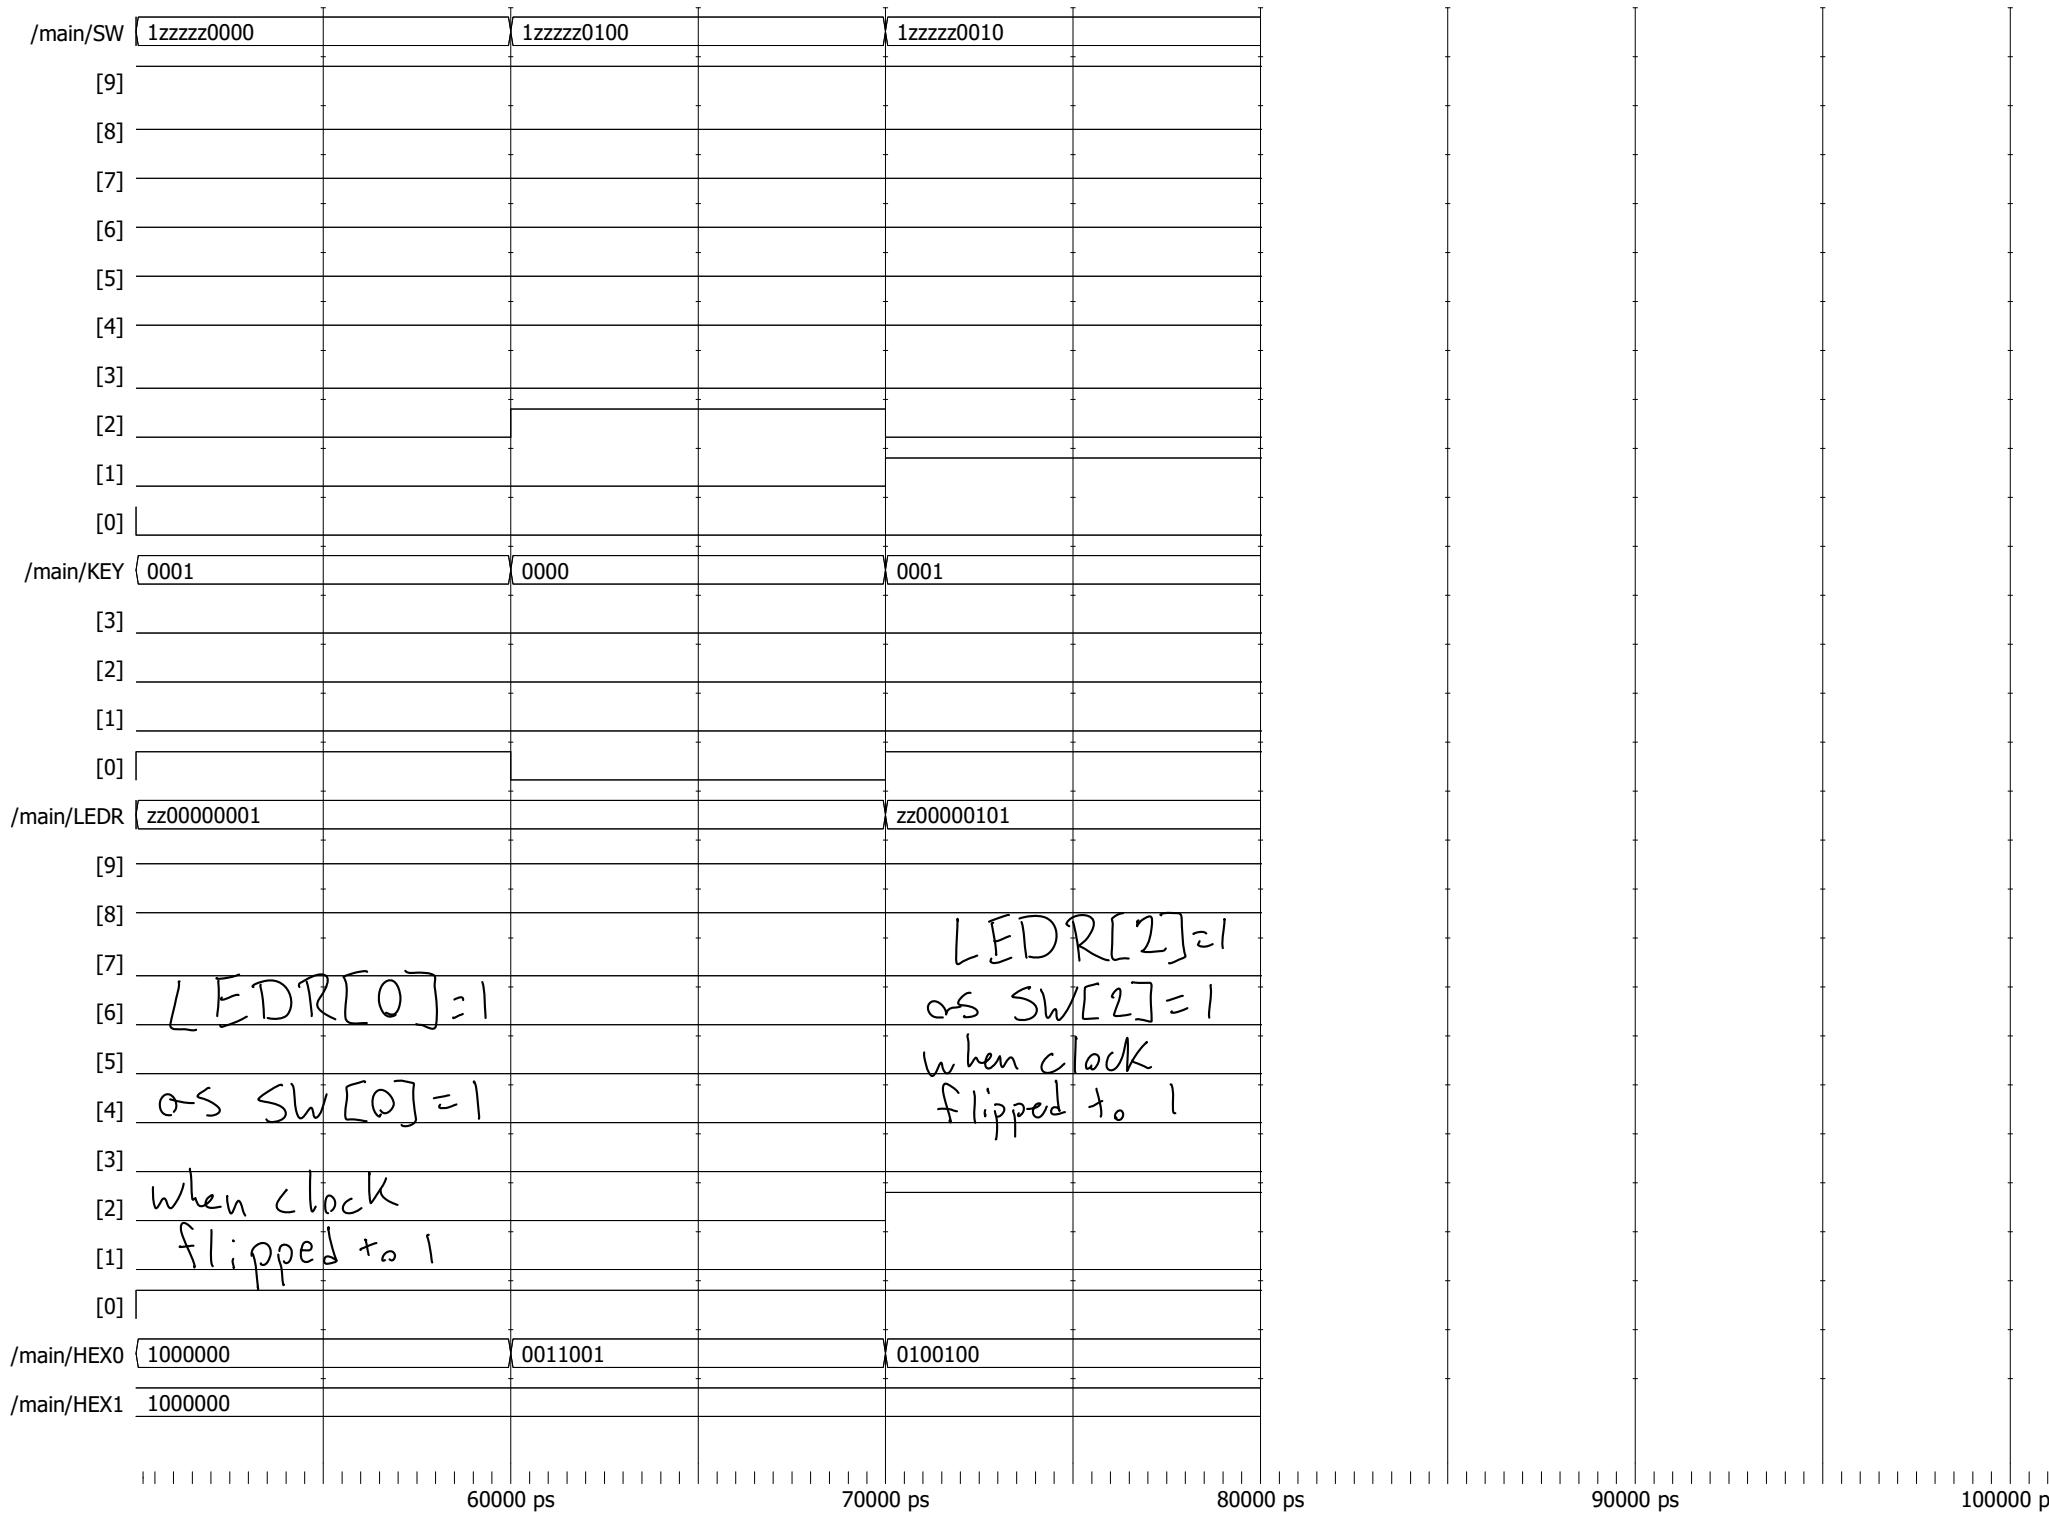 /main/SW 1zzzzz0000 1zzzzz0100 1zzzzz0010
[9]
[8]
[7]
[6]
[5]
[4]
[3]
[2]
[1]
[0]
/main/KEY 0001 0000 0001
[3]
[2]
[1]
[0]
/main/LEDR zz00000001 zz00000101
[9]
[8]
LEDR[2]=1
[7]
LEDR[0]=1
[6] as SW[2]=1
[5] when clock
[4] as SW[0]=1 flipped to 1
[3]
[2] when clock
[1] flipped to 1
[0]
/main/HEX0 1000000 0011001 0100100
/main/HEX1 1000000
60000 ps 70000 ps 80000 ps 90000 ps 100000 p